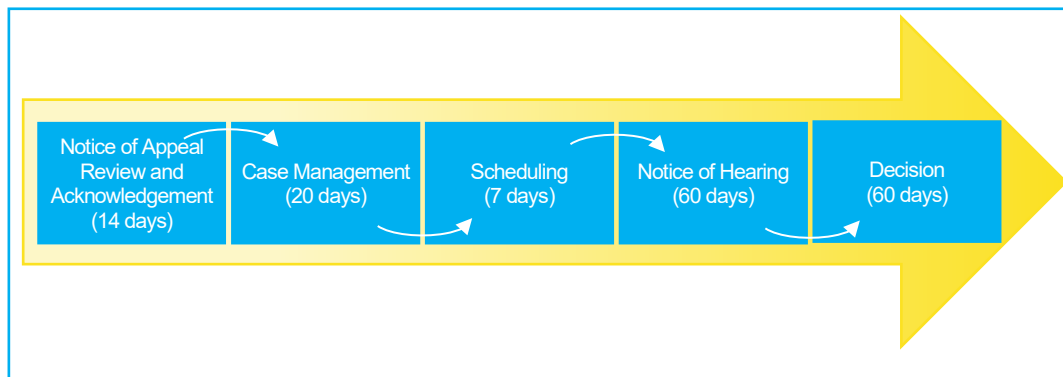 Notice of Appeal
Review and
Acknowledgement
(14 days)
Case Management
(20 days)
Scheduling
(7 days)
Notice of Hearing
(60 days)
Decision
(60 days)